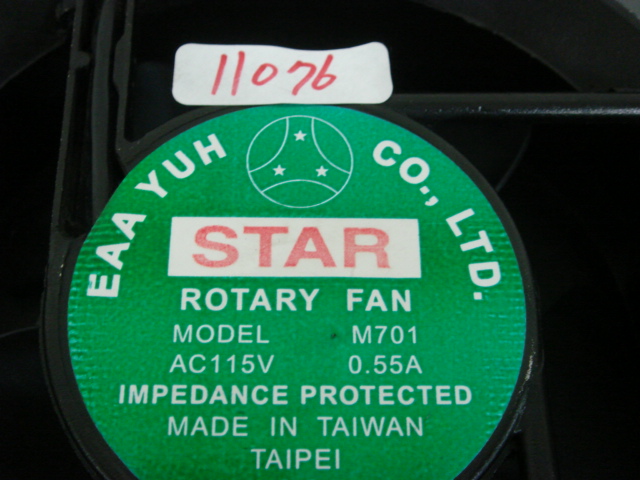 11076
EAA YUH CO., LTD.
STAR
ROTARY FAN
MODEL M701
AC115V 0.55A
IMPEDANCE PROTECTED
MADE IN TAIWAN
TAIPEI